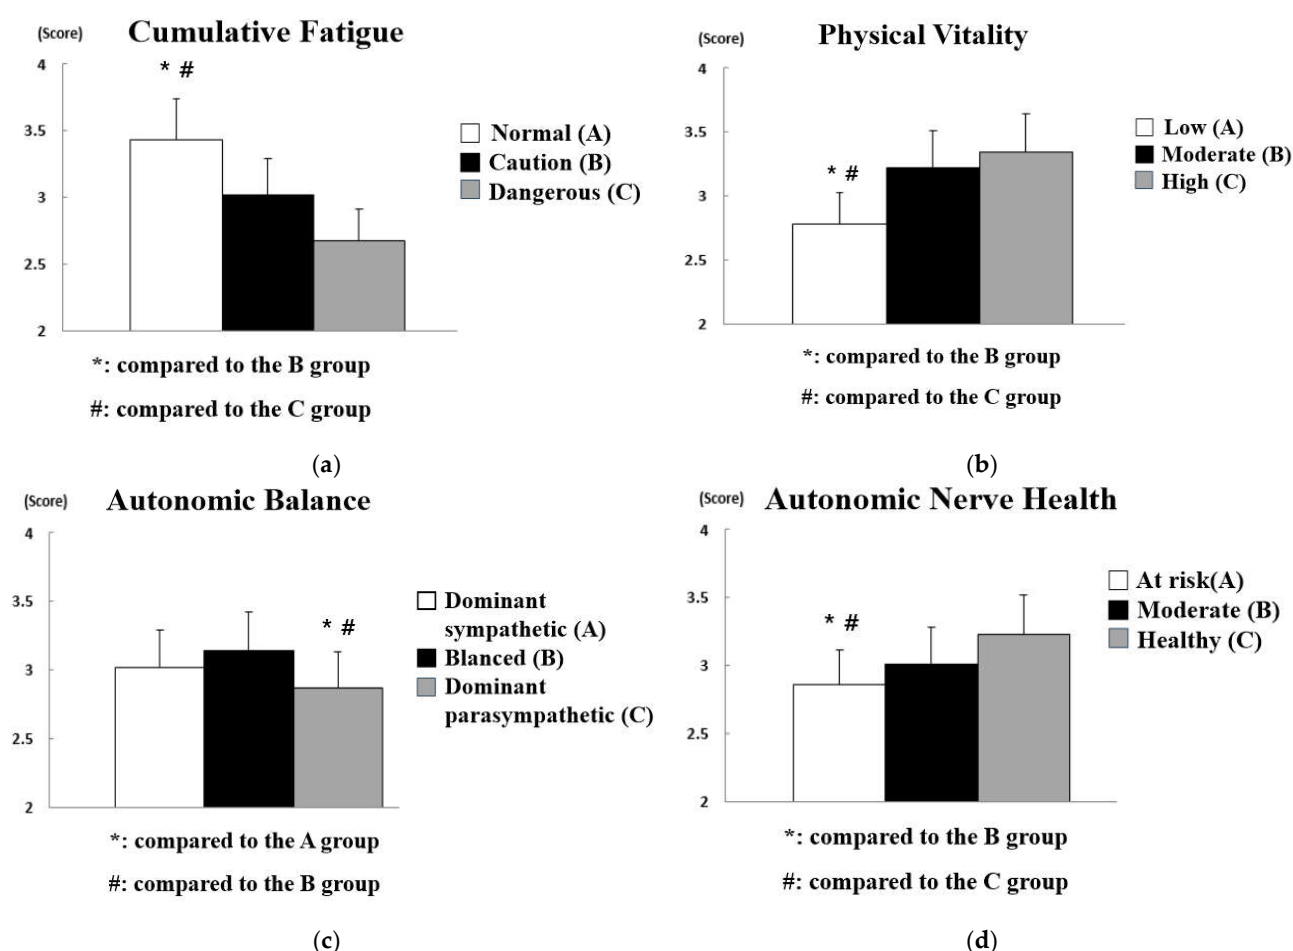 (Score) Cumulative Fatigue
4
* #
3.5
3
2.5
2
Normal (A)
Caution (B)
Dangerous (C)
*: compared to the B group
#: compared to the C group
(a)
(Score) Physical Vitality
4
3.5
3
2.5
2
* #
Low (A)
Moderate (B)
High (C)
*: compared to the B group
#: compared to the C group
(b)
(Score) Autonomic Balance
4
3.5
3
2.5
2
* #
Dominant
sympathetic (A)
Blanced (B)
Dominant
parasympathetic (C)
*: compared to the A group
#: compared to the B group
(c)
(Score) Autonomic Nerve Health
4
3.5
3
2.5
2
* #
At risk(A)
Moderate (B)
Healthy (C)
*: compared to the B group
#: compared to the C group
(d)